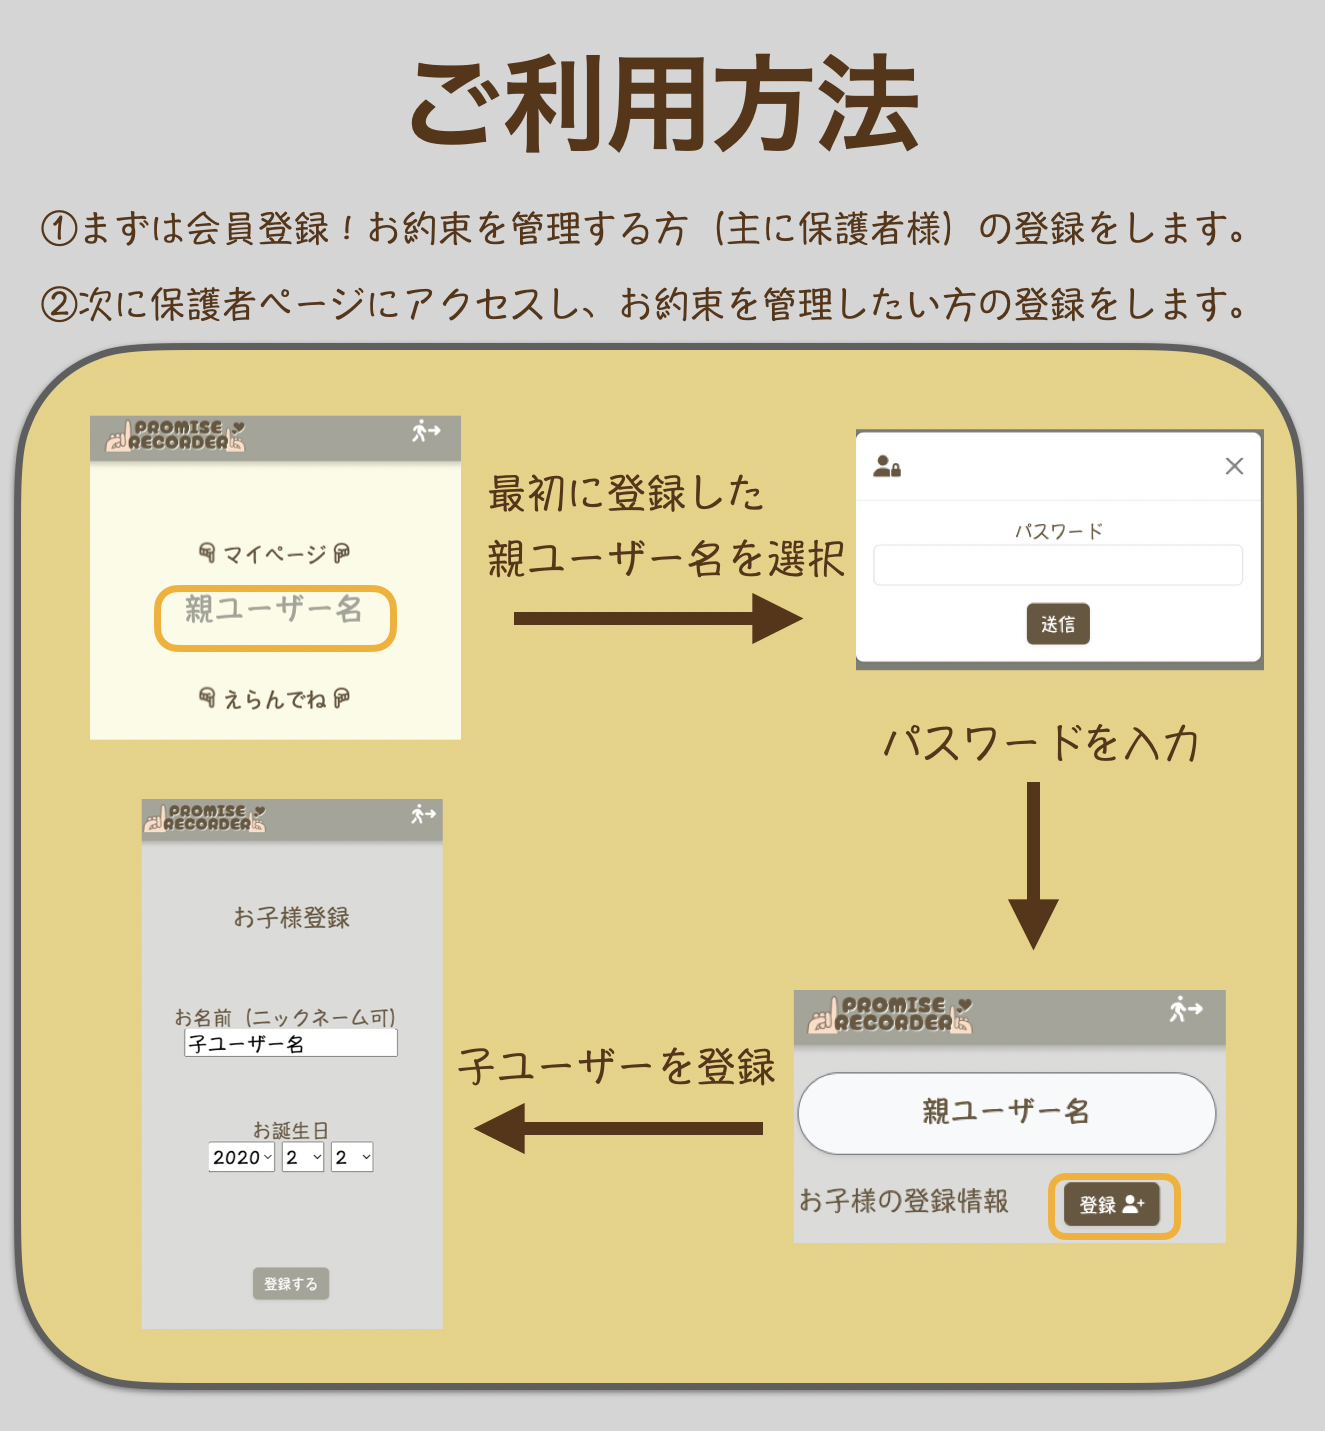 ご利用方法
①まずは会員登録！お約束を管理する方（主に保護者様）の登録をします。
②次に保護者ページにアクセスし、お約束を管理したい方の登録をします。
PROMISE
RECORDER
マイページ
親ユーザー名
えらんでね
最初に登録した
親ユーザー名を選択
パスワード
送信
パスワードを入力
PROMISE
RECORDER
親ユーザー名
お子様の登録情報
登録
子ユーザーを登録
PROMISE
RECORDER
お子様登録
お名前（ニックネーム可）
子ユーザー名
お誕生日
2020 2 2
登録する